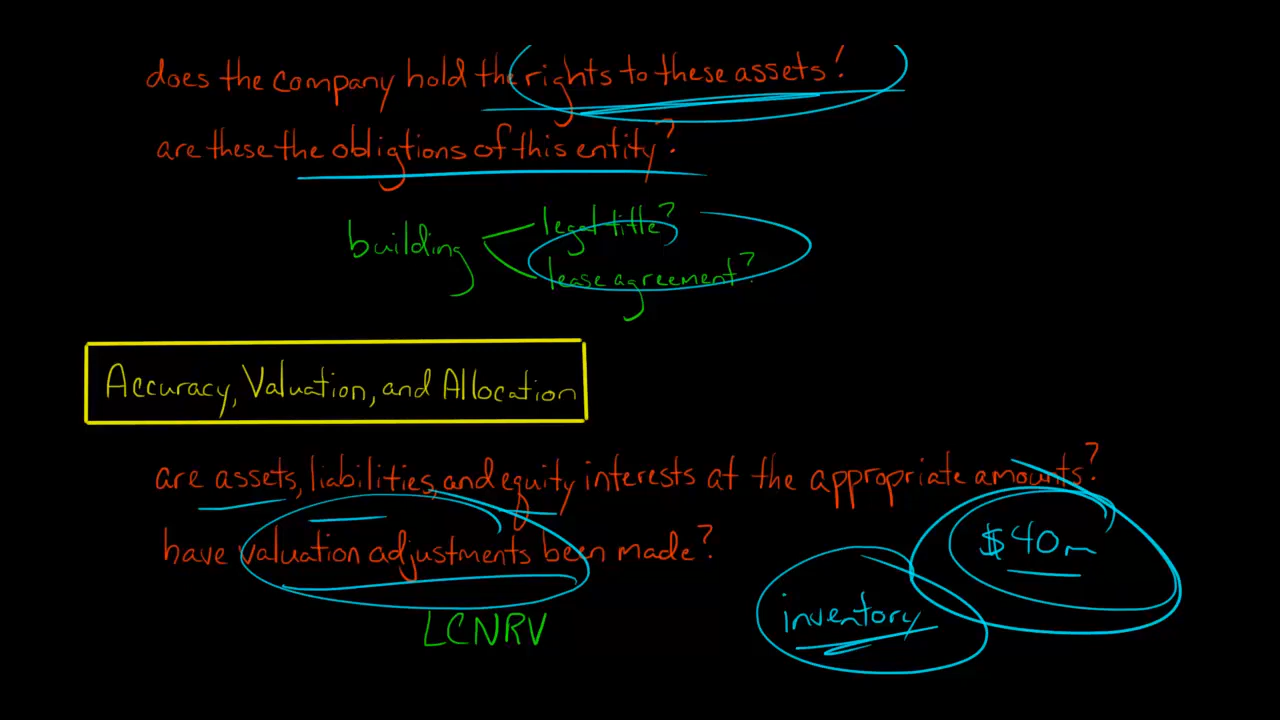 does the company hold the rights to these assets?
are these the obligtions of this entity?
building
legal title?
lease agreement?
Accuracy, Valuation, and Allocation
are assets, liabilities, and equity interests at the appropriate amounts?
have valuation adjustments been made?
$40m
inventory
LCNRV